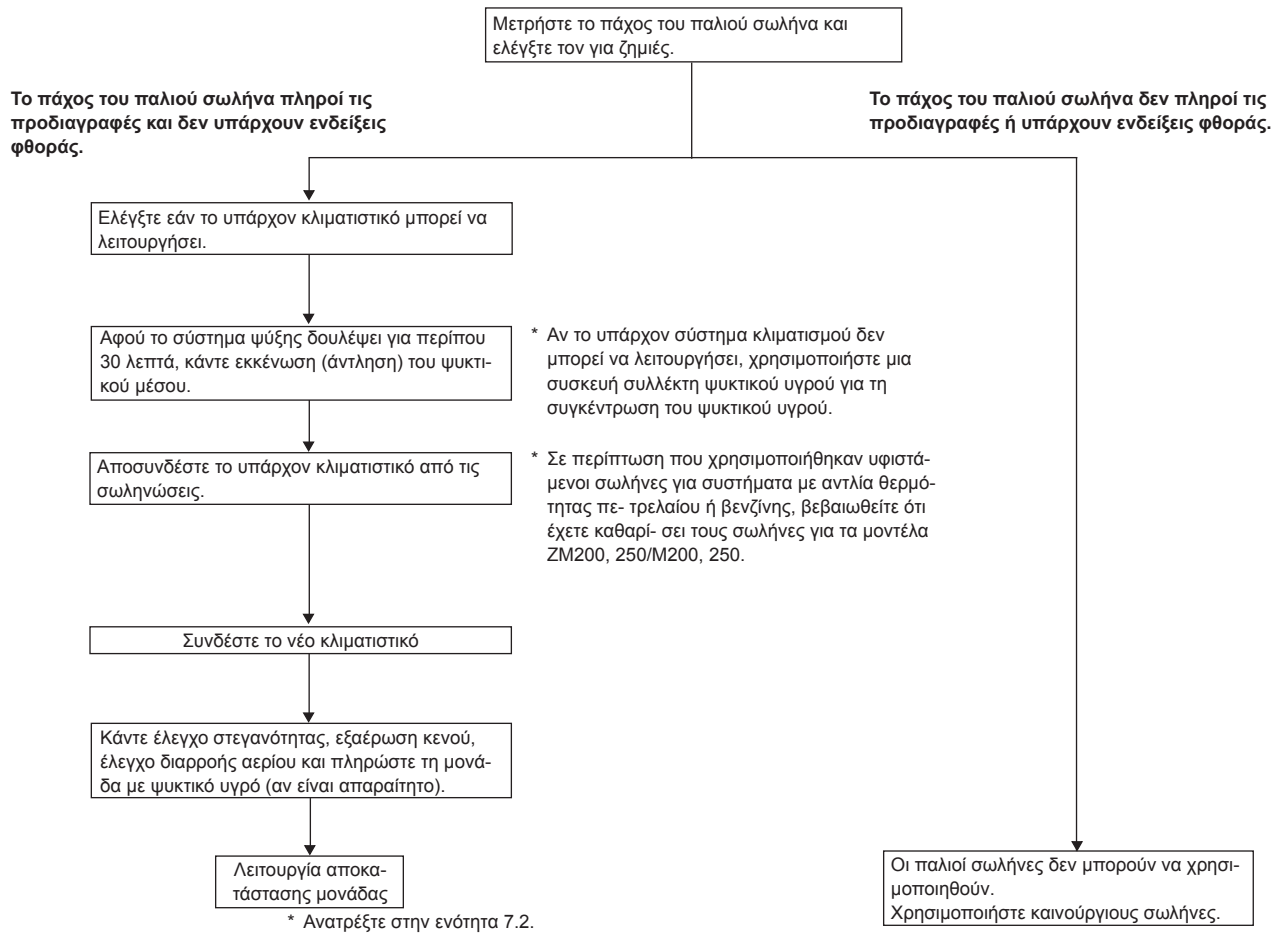 Μετρήστε το πάχος του παλιού σωλήνα και
ελέγξτε τον για ζημιές.
Το πάχος του παλιού σωλήνα πληροί τις
προδιαγραφές και δεν υπάρχουν ενδείξεις
φθοράς.
Το πάχος του παλιού σωλήνα δεν πληροί τις
προδιαγραφές ή υπάρχουν ενδείξεις φθοράς.
Ελέγξτε εάν το υπάρχον κλιματιστικό μπορεί να
λειτουργήσει.
Αφού το σύστημα ψύξης δουλέψει για περίπου
30 λεπτά, κάντε εκκένωση (άντληση) του ψυκτι-
κού μέσου.
* Αν το υπάρχον σύστημα κλιματισμού δεν
μπορεί να λειτουργήσει, χρησιμοποιήστε μια
συσκευή συλλέκτη ψυκτικού υγρού για τη
συγκέντρωση του ψυκτικού υγρού.
Αποσυνδέστε το υπάρχον κλιματιστικό από τις
σωληνώσεις.
* Σε περίπτωση που χρησιμοποιήθηκαν υφιστά-
μενοι σωλήνες για συστήματα με αντλία θερμό-
τητας πε- τρελαίου ή βενζίνης, βεβαιωθείτε ότι
έχετε καθαρί- σει τους σωλήνες για τα μοντέλα
ZM200, 250/M200, 250.
Συνδέστε το νέο κλιματιστικό
Κάντε έλεγχο στεγανότητας, εξαέρωση κενού,
έλεγχο διαρροής αερίου και πληρώστε τη μονά-
δα με ψυκτικό υγρό (αν είναι απαραίτητο).
Λειτουργία αποκα-
τάστασης μονάδας
* Ανατρέξτε στην ενότητα 7.2.
Οι παλιοί σωλήνες δεν μπορούν να χρησι-
μοποιηθούν.
Χρησιμοποιήστε καινούργιους σωλήνες.